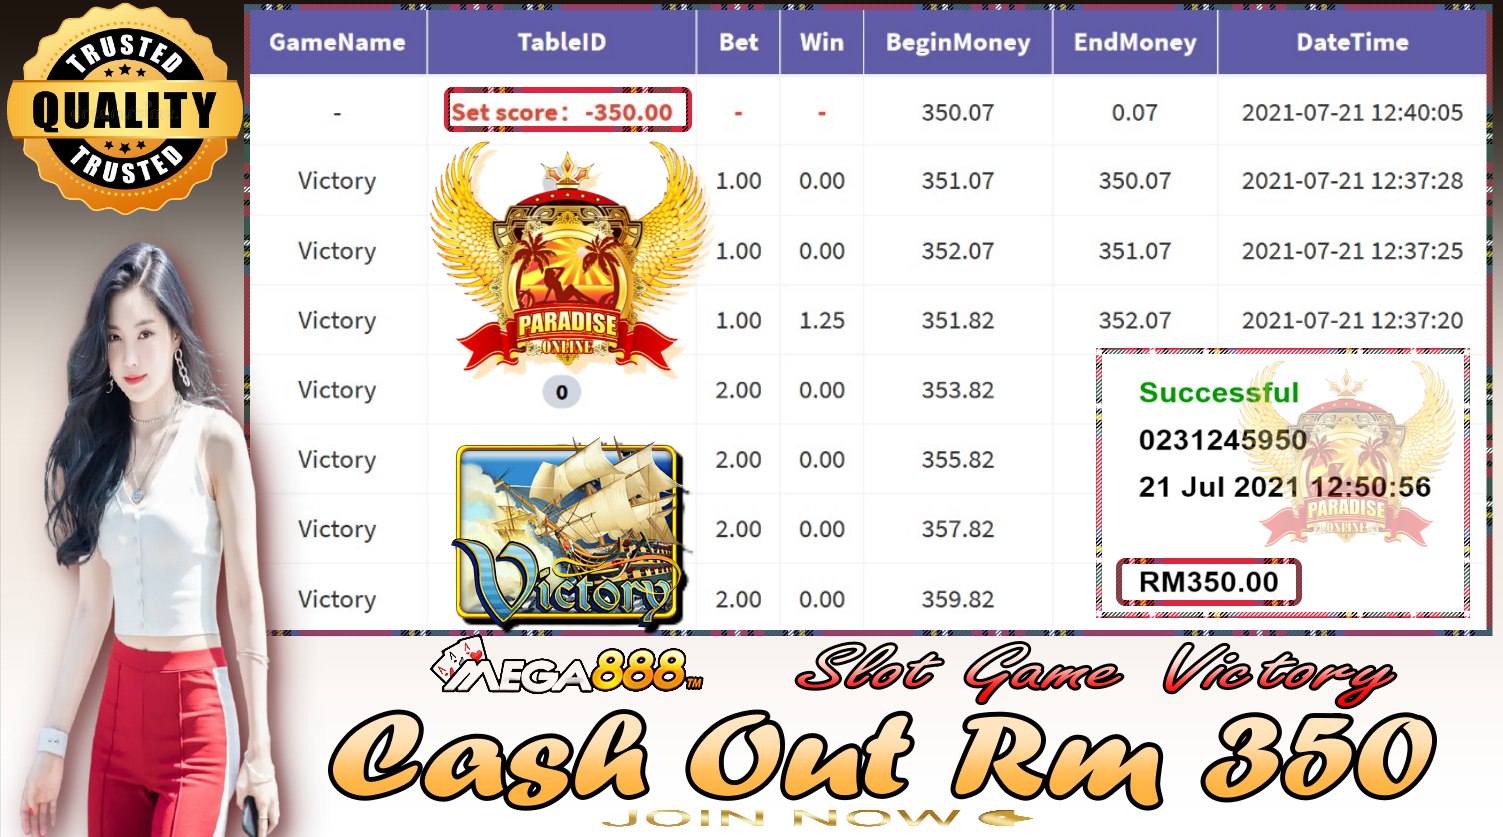 TRUSTED
QUALITY
TRUSTED
GameName TableID Bet Win BeginMoney EndMoney DateTime
- Set score: -350.00 - - 350.07 0.07 2021-07-21 12:40:05
Victory 1.00 0.00 351.07 350.07 2021-07-21 12:37:28
Victory 1.00 0.00 352.07 351.07 2021-07-21 12:37:25
Victory 1.00 1.25 351.82 352.07 2021-07-21 12:37:20
Victory 0 2.00 0.00 353.82
Victory 2.00 0.00 355.82
Victory 2.00 0.00 357.82
Victory 2.00 0.00 359.82
PARADISE
ONLINE
Victory
Successful
0231245950
21 Jul 2021 12:50:56
PARADISE
ONLINE
RM350.00
MEGA888 TM
Slot Game Victory
Cash Out Rm 350
JOIN NOW